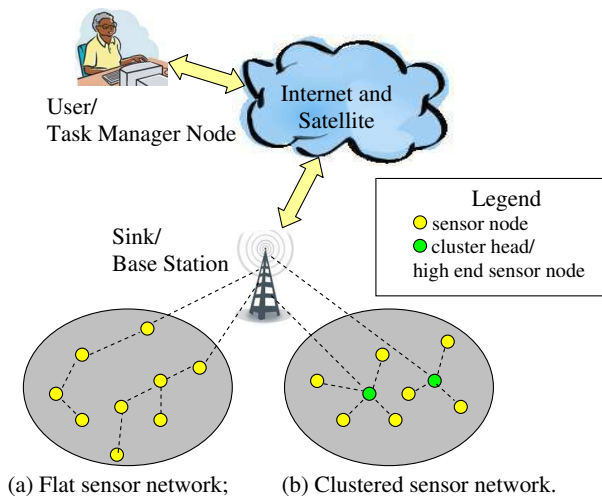 User/
Task Manager Node
Internet and
Satellite
Sink/
Base Station
Legend
sensor node
cluster head/
high end sensor node
(a) Flat sensor network;
(b) Clustered sensor network.